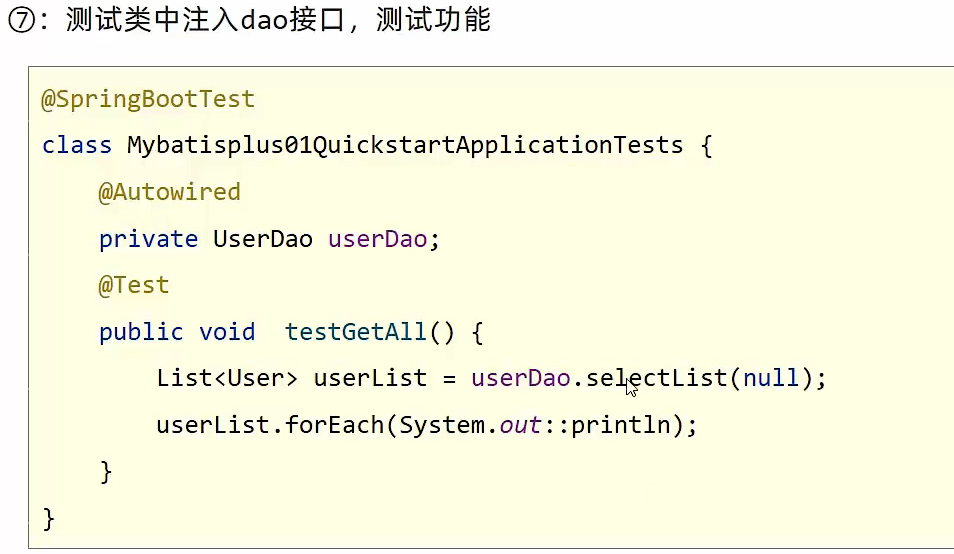 ⑦：测试类中注入dao接口，测试功能
@SpringBootTest
class Mybatisplus01QuickstartApplicationTests {
    @Autowired
    private UserDao userDao;
    @Test
    public void  testGetAll() {
        List<User> userList = userDao.selectList(null);
        userList.forEach(System.out::println);
    }
}